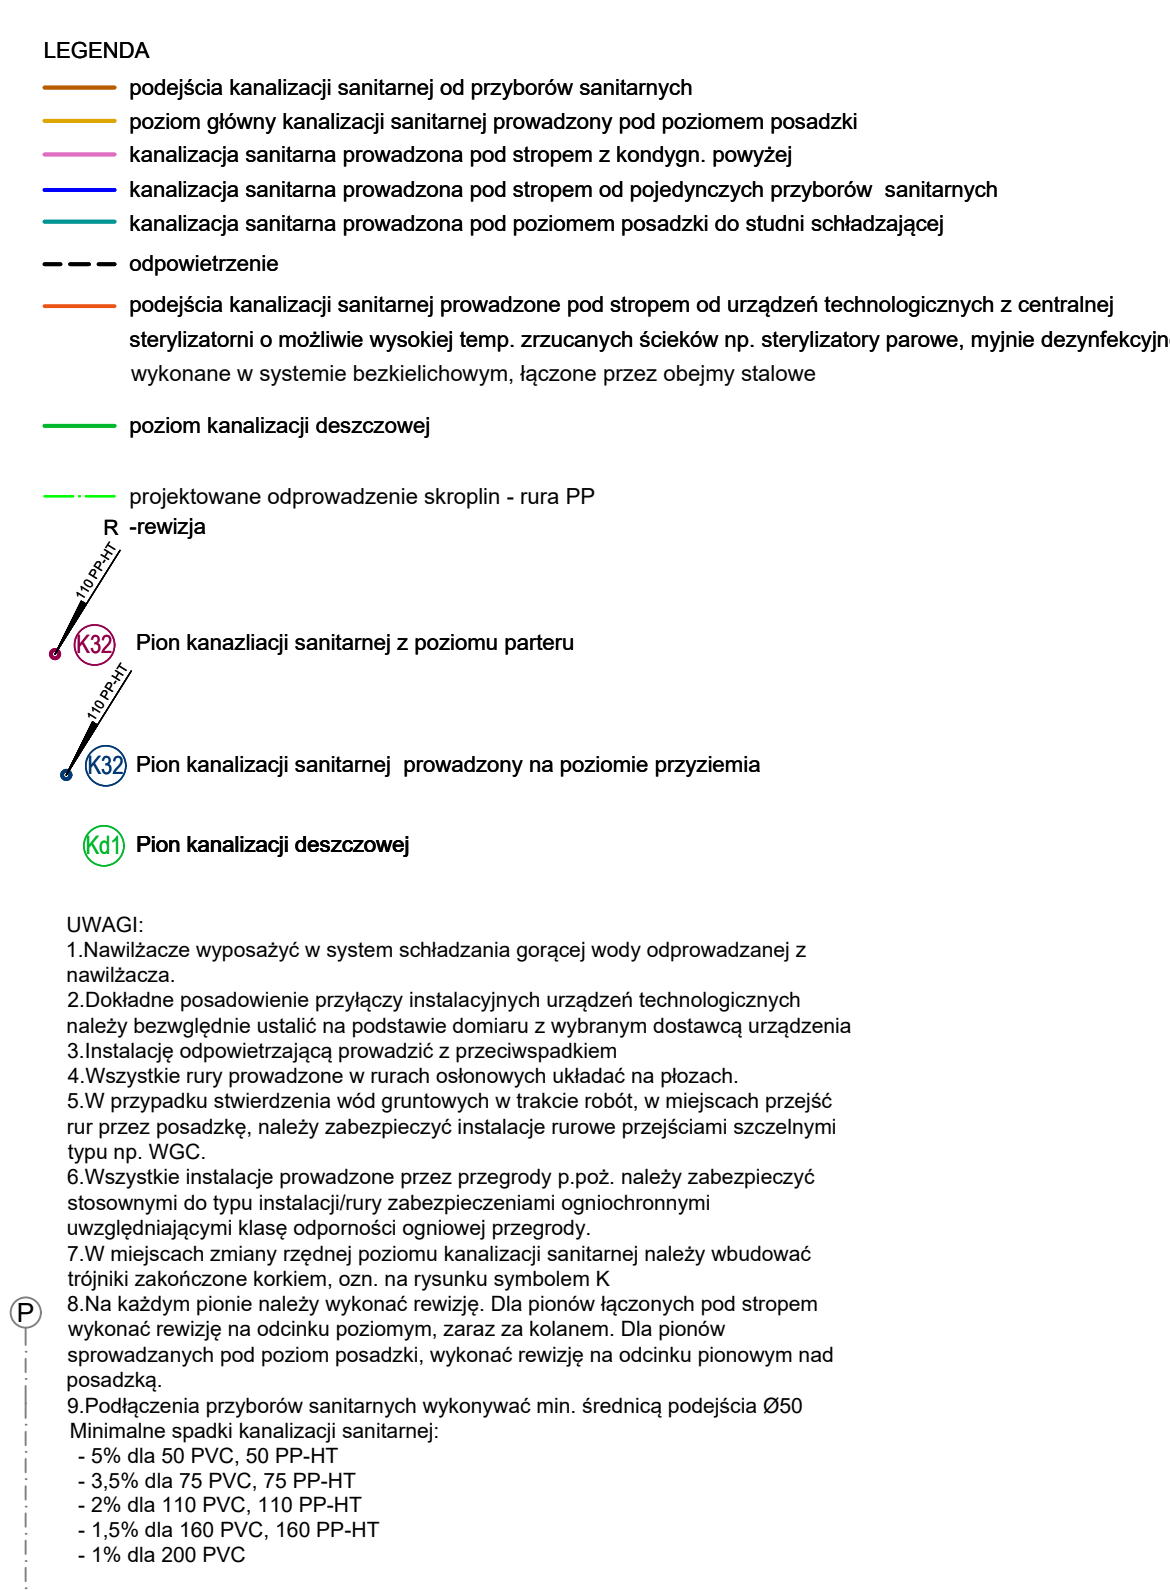 LEGENDA
podejścia kanalizacji sanitarnej od przyborów sanitarnych
poziom główny kanalizacji sanitarnej prowadzony pod poziomem posadzki
kanalizacja sanitarna prowadzona pod stropem z kondygn. powyżej
kanalizacja sanitarna prowadzona pod stropem od pojedynczych przyborów  sanitarnych
kanalizacja sanitarna prowadzona pod poziomem posadzki do studni schładzającej
odpowietrzenie
podejścia kanalizacji sanitarnej prowadzone pod stropem od urządzeń technologicznych z centralnej
sterylizatorni o możliwie wysokiej temp. zrzucanych ścieków np. sterylizatory parowe, myjnie dezynfekcyjn
wykonane w systemie bezkielichowym, łączone przez obejmy stalowe
poziom kanalizacji deszczowej
projektowane odprowadzenie skroplin - rura PP
R -rewizja
110 PP-HT
K32 Pion kanazliacji sanitarnej z poziomu parteru
110 PP-HT
K32 Pion kanalizacji sanitarnej  prowadzony na poziomie przyziemia
Kd1 Pion kanalizacji deszczowej
UWAGI:
1.Nawilżacze wyposażyć w system schładzania gorącej wody odprowadzanej z
nawilżacza.
2.Dokładne posadowienie przyłączy instalacyjnych urządzeń technologicznych
należy bezwględnie ustalić na podstawie domiaru z wybranym dostawcą urządzenia
3.Instalację odpowietrzającą prowadzić z przeciwspadkiem
4.Wszystkie rury prowadzone w rurach osłonowych układać na płozach.
5.W przypadku stwierdzenia wód gruntowych w trakcie robót, w miejscach przejść
rur przez posadzkę, należy zabezpieczyć instalacje rurowe przejściami szczelnymi
typu np. WGC.
6.Wszystkie instalacje prowadzone przez przegrody p.poż. należy zabezpieczyć
stosownymi do typu instalacji/rury zabezpieczeniami ogniochronnymi
uwzględniającymi klasę odporności ogniowej przegrody.
7.W miejscach zmiany rzędnej poziomu kanalizacji sanitarnej należy wbudować
trójniki zakończone korkiem, ozn. na rysunku symbolem K
P
8.Na każdym pionie należy wykonać rewizję. Dla pionów łączonych pod stropem
wykonać rewizję na odcinku poziomym, zaraz za kolanem. Dla pionów
sprowadzanych pod poziom posadzki, wykonać rewizję na odcinku pionowym nad
posadzką.
9.Podłączenia przyborów sanitarnych wykonywać min. średnicą podejścia Ø50
Minimalne spadki kanalizacji sanitarnej:
- 5% dla 50 PVC, 50 PP-HT
- 3,5% dla 75 PVC, 75 PP-HT
- 2% dla 110 PVC, 110 PP-HT
- 1,5% dla 160 PVC, 160 PP-HT
- 1% dla 200 PVC